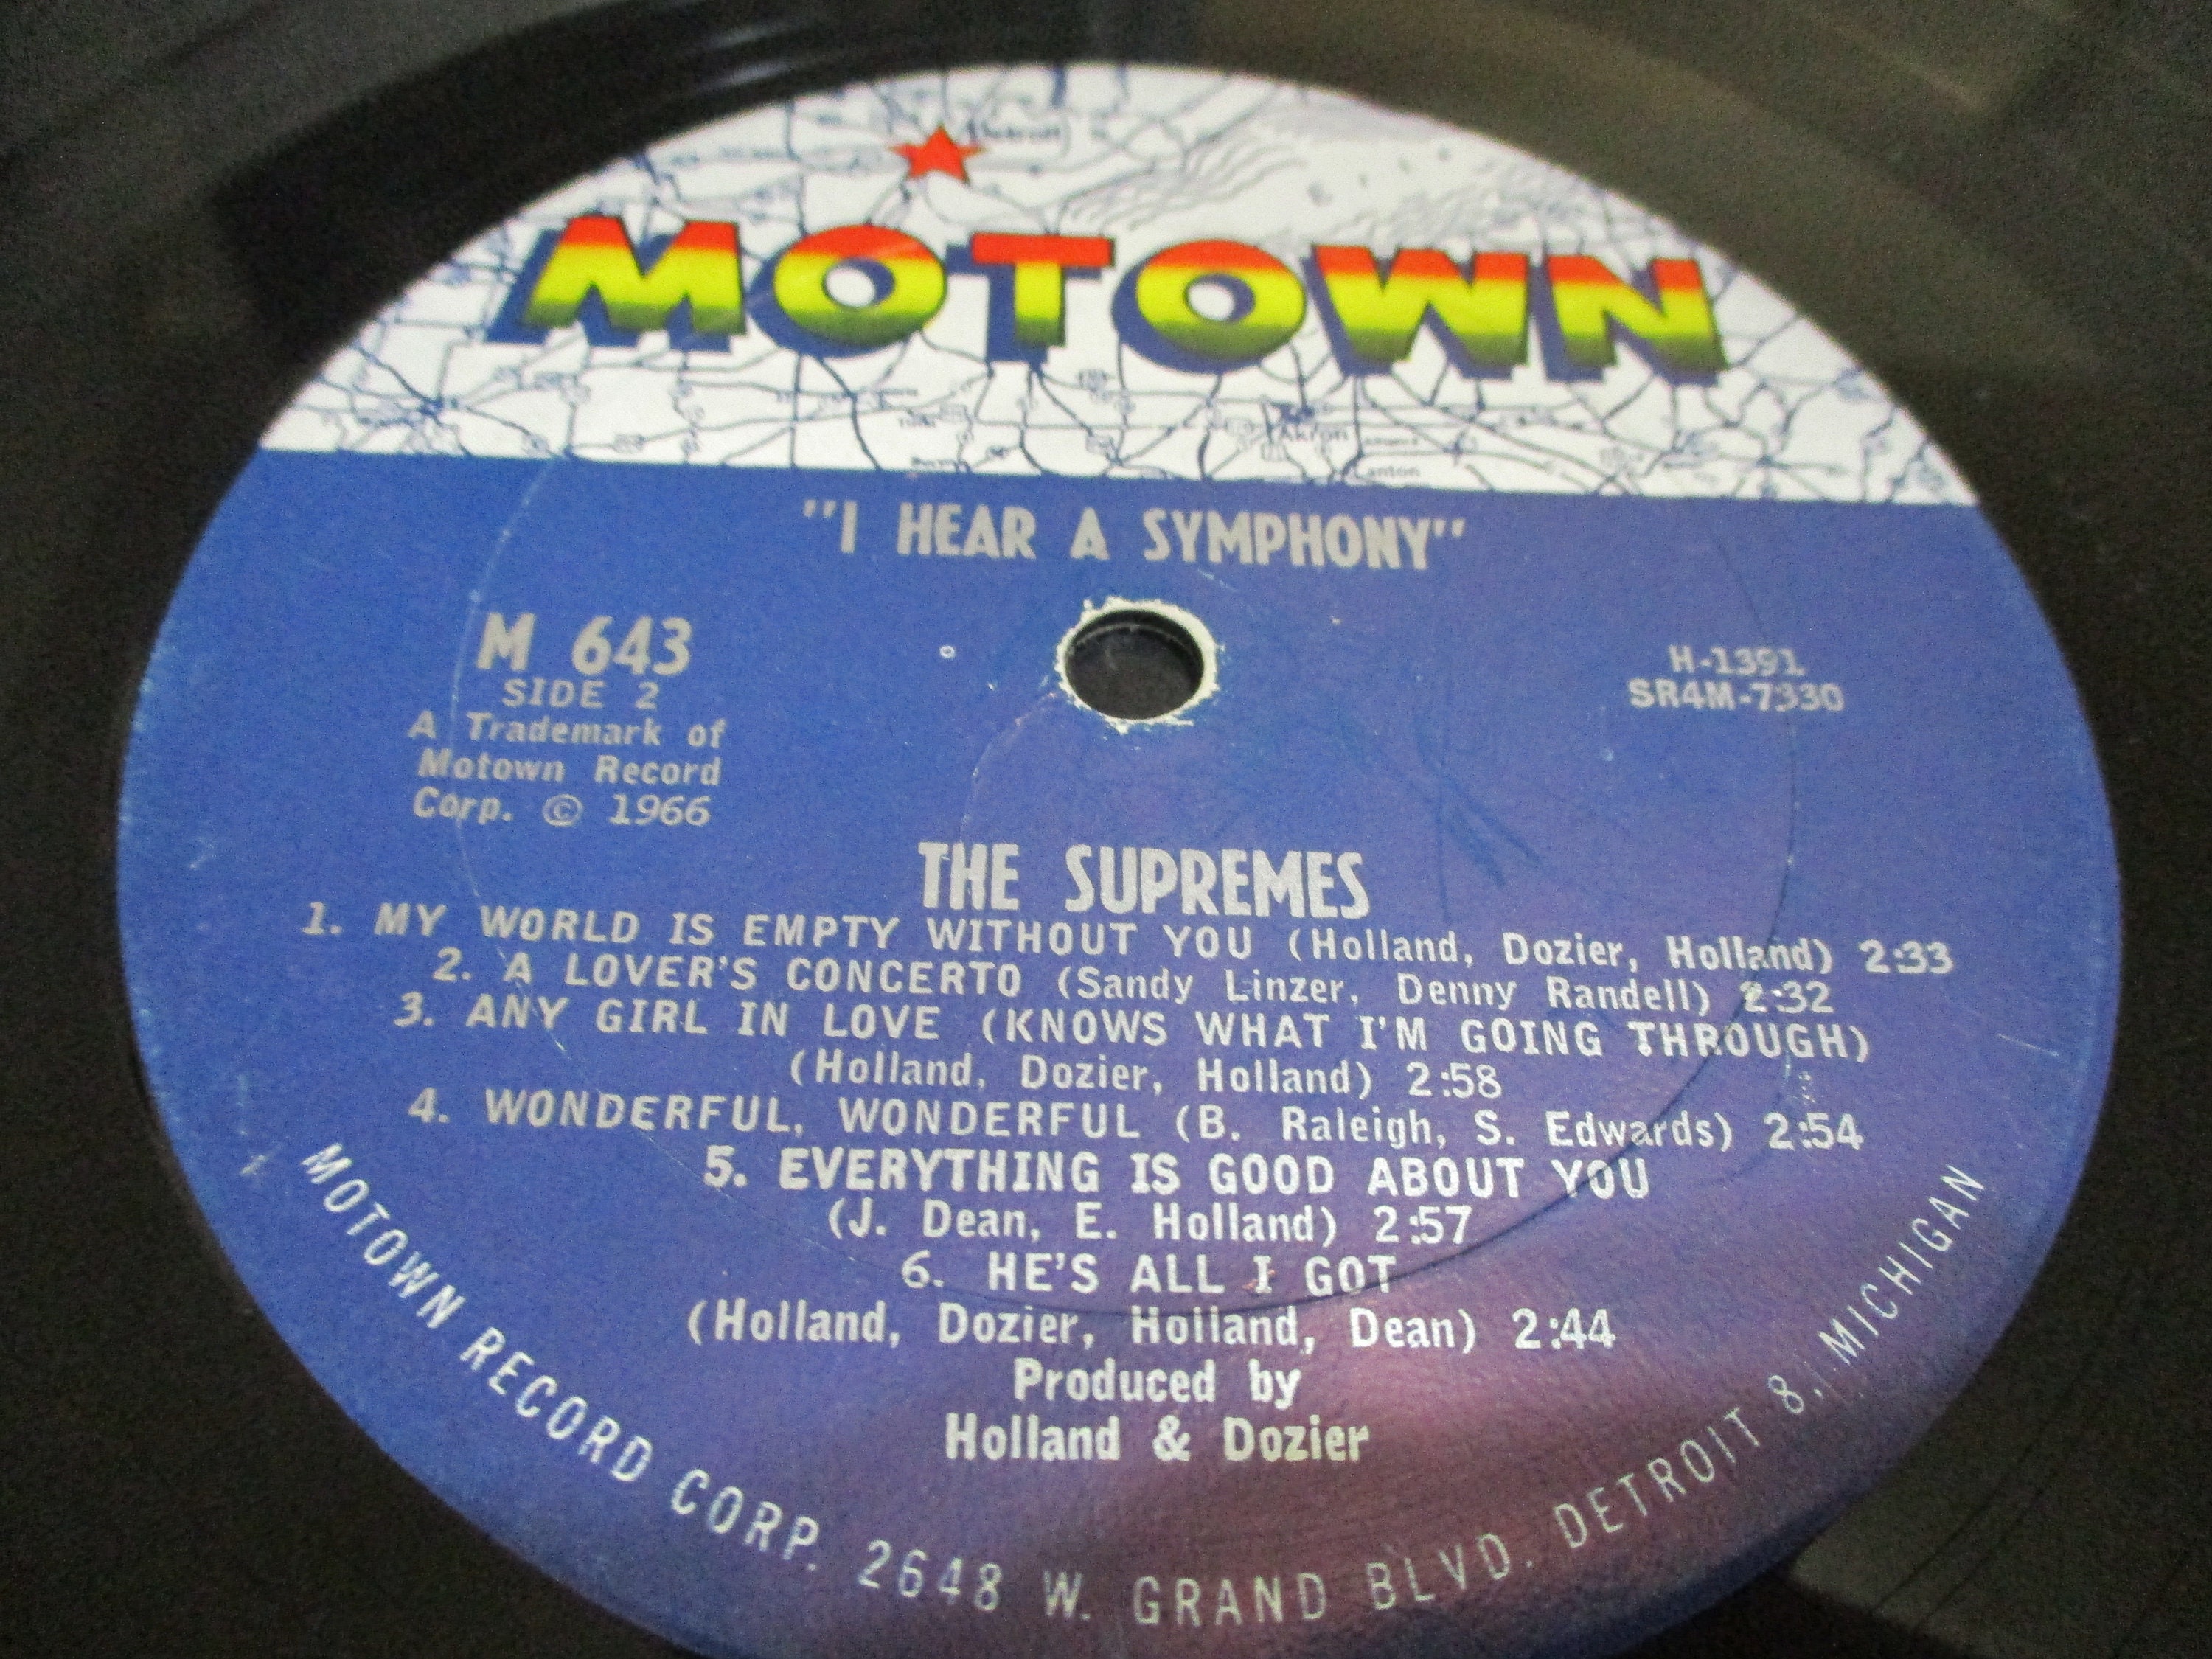 Detroit
MOTOWN
Akron
Canton
"I HEAR A SYMPHONY"
M 643
SIDE 2
A Trademark of
Motown Record
Corp. © 1966
H-1391
SR4M-7330
THE SUPREMES
1. MY WORLD IS EMPTY WITHOUT YOU (Holland, Dozier, Holland) 2:33
2. A LOVER'S CONCERTO (Sandy Linzer, Denny Randell) 2:32
3. ANY GIRL IN LOVE (KNOWS WHAT I'M GOING THROUGH)
(Holland, Dozier, Holland) 2:58
4. WONDERFUL, WONDERFUL (B. Raleigh, S. Edwards) 2:54
5. EVERYTHING IS GOOD ABOUT YOU
(J. Dean, E. Holland) 2:57
6. HE'S ALL I GOT
(Holland, Dozier, Holland, Dean) 2:44
Produced by
Holland & Dozier
MOTOWN RECORD CORP. 2648 W. GRAND BLVD. DETROIT 8, MICHIGAN